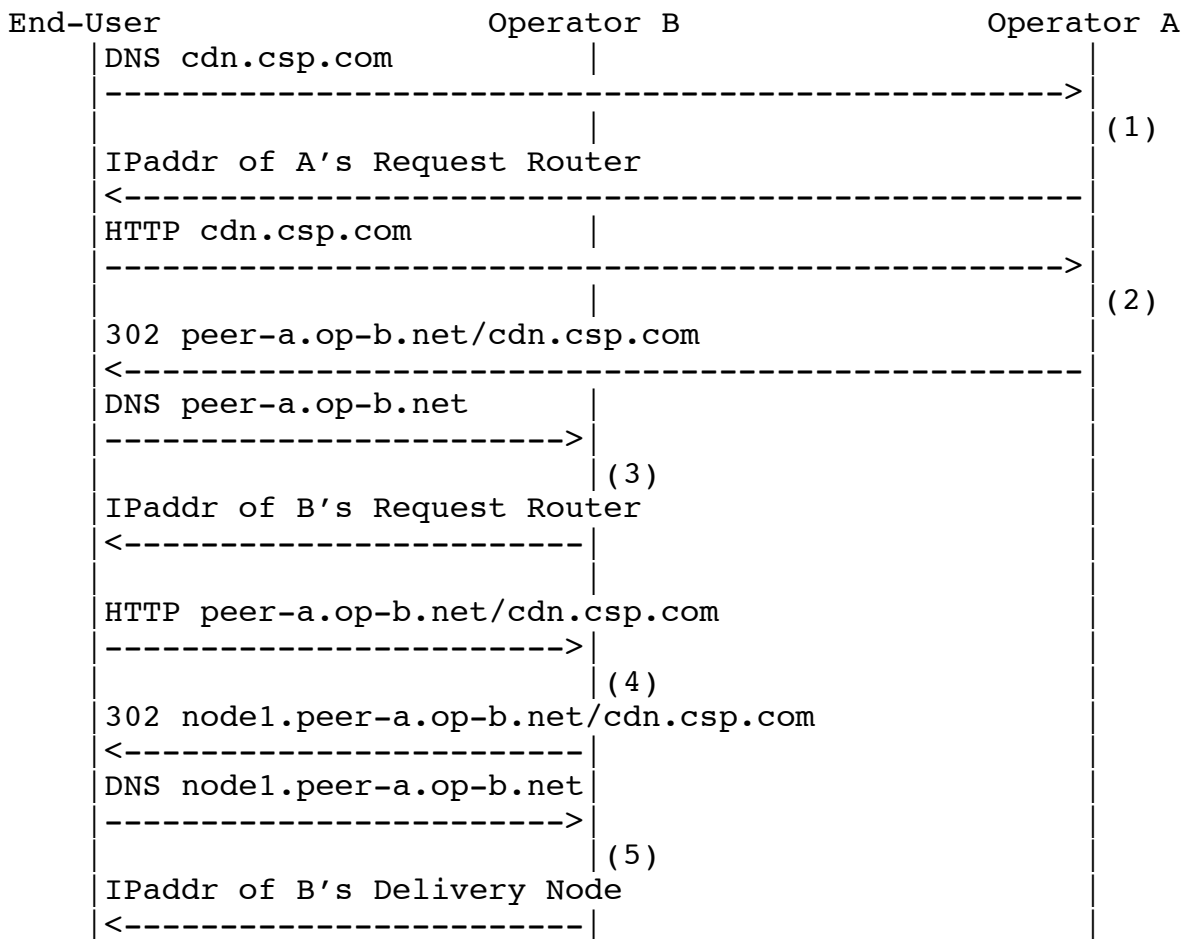 End-User Operator B Operator A
DNS cdn.csp.com
(1)
IPaddr of A's Request Router
HTTP cdn.csp.com
(2)
302 peer-a.op-b.net/cdn.csp.com
DNS peer-a.op-b.net
(3)
IPaddr of B's Request Router
HTTP peer-a.op-b.net/cdn.csp.com
(4)
302 node1.peer-a.op-b.net/cdn.csp.com
DNS node1.peer-a.op-b.net
(5)
IPaddr of B's Delivery Node